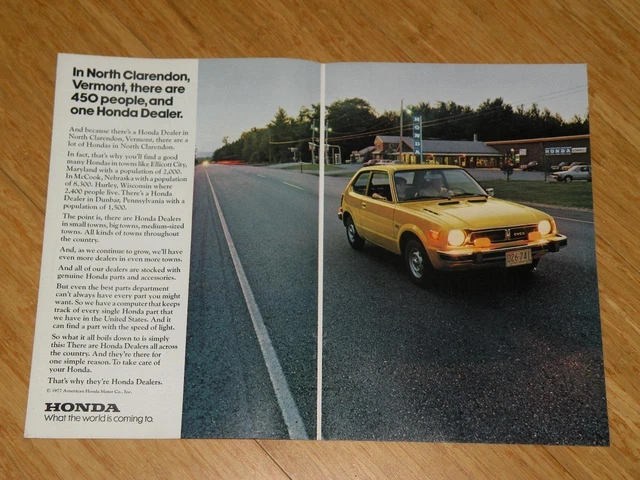 In North Clarendon,
Vermont, there are
450 people, and
one Honda Dealer.
And because there's a Honda Dealer in
North Clarendon, Vermont, there are a
lot of Hondas in North Clarendon.
In fact, that's why you'll find a good
many Hondas in towns like Ellicott City,
Maryland with a population of 2,000.
In McCook, Nebraska with a population
of 8,300. Hurley, Wisconsin where
2,400 people live. There's a Honda
Dealer in Dunbar, Pennsylvania with a
population of 1,500.
The point is, there are Honda Dealers
in small towns, big towns, medium-sized
towns. All kinds of towns throughout
the country.
And, as we continue to grow, we'll have
even more dealers in even more towns.
And all of our dealers are stocked with
genuine Honda parts and accessories.
But even the best parts department
can't always have every part you might
want. So we have a computer that keeps
track of every single Honda part that
we have in the United States. And it
can find a part with the speed of light.
So what it all boils down to is simply
this: There are Honda Dealers all across
the country. And they're there for
one simple reason. To take care of
your Honda.
That's why they're Honda Dealers.
© 1977 American Honda Motor Co., Inc.
HONDA
What the world is coming to.
HONDA
HONDA